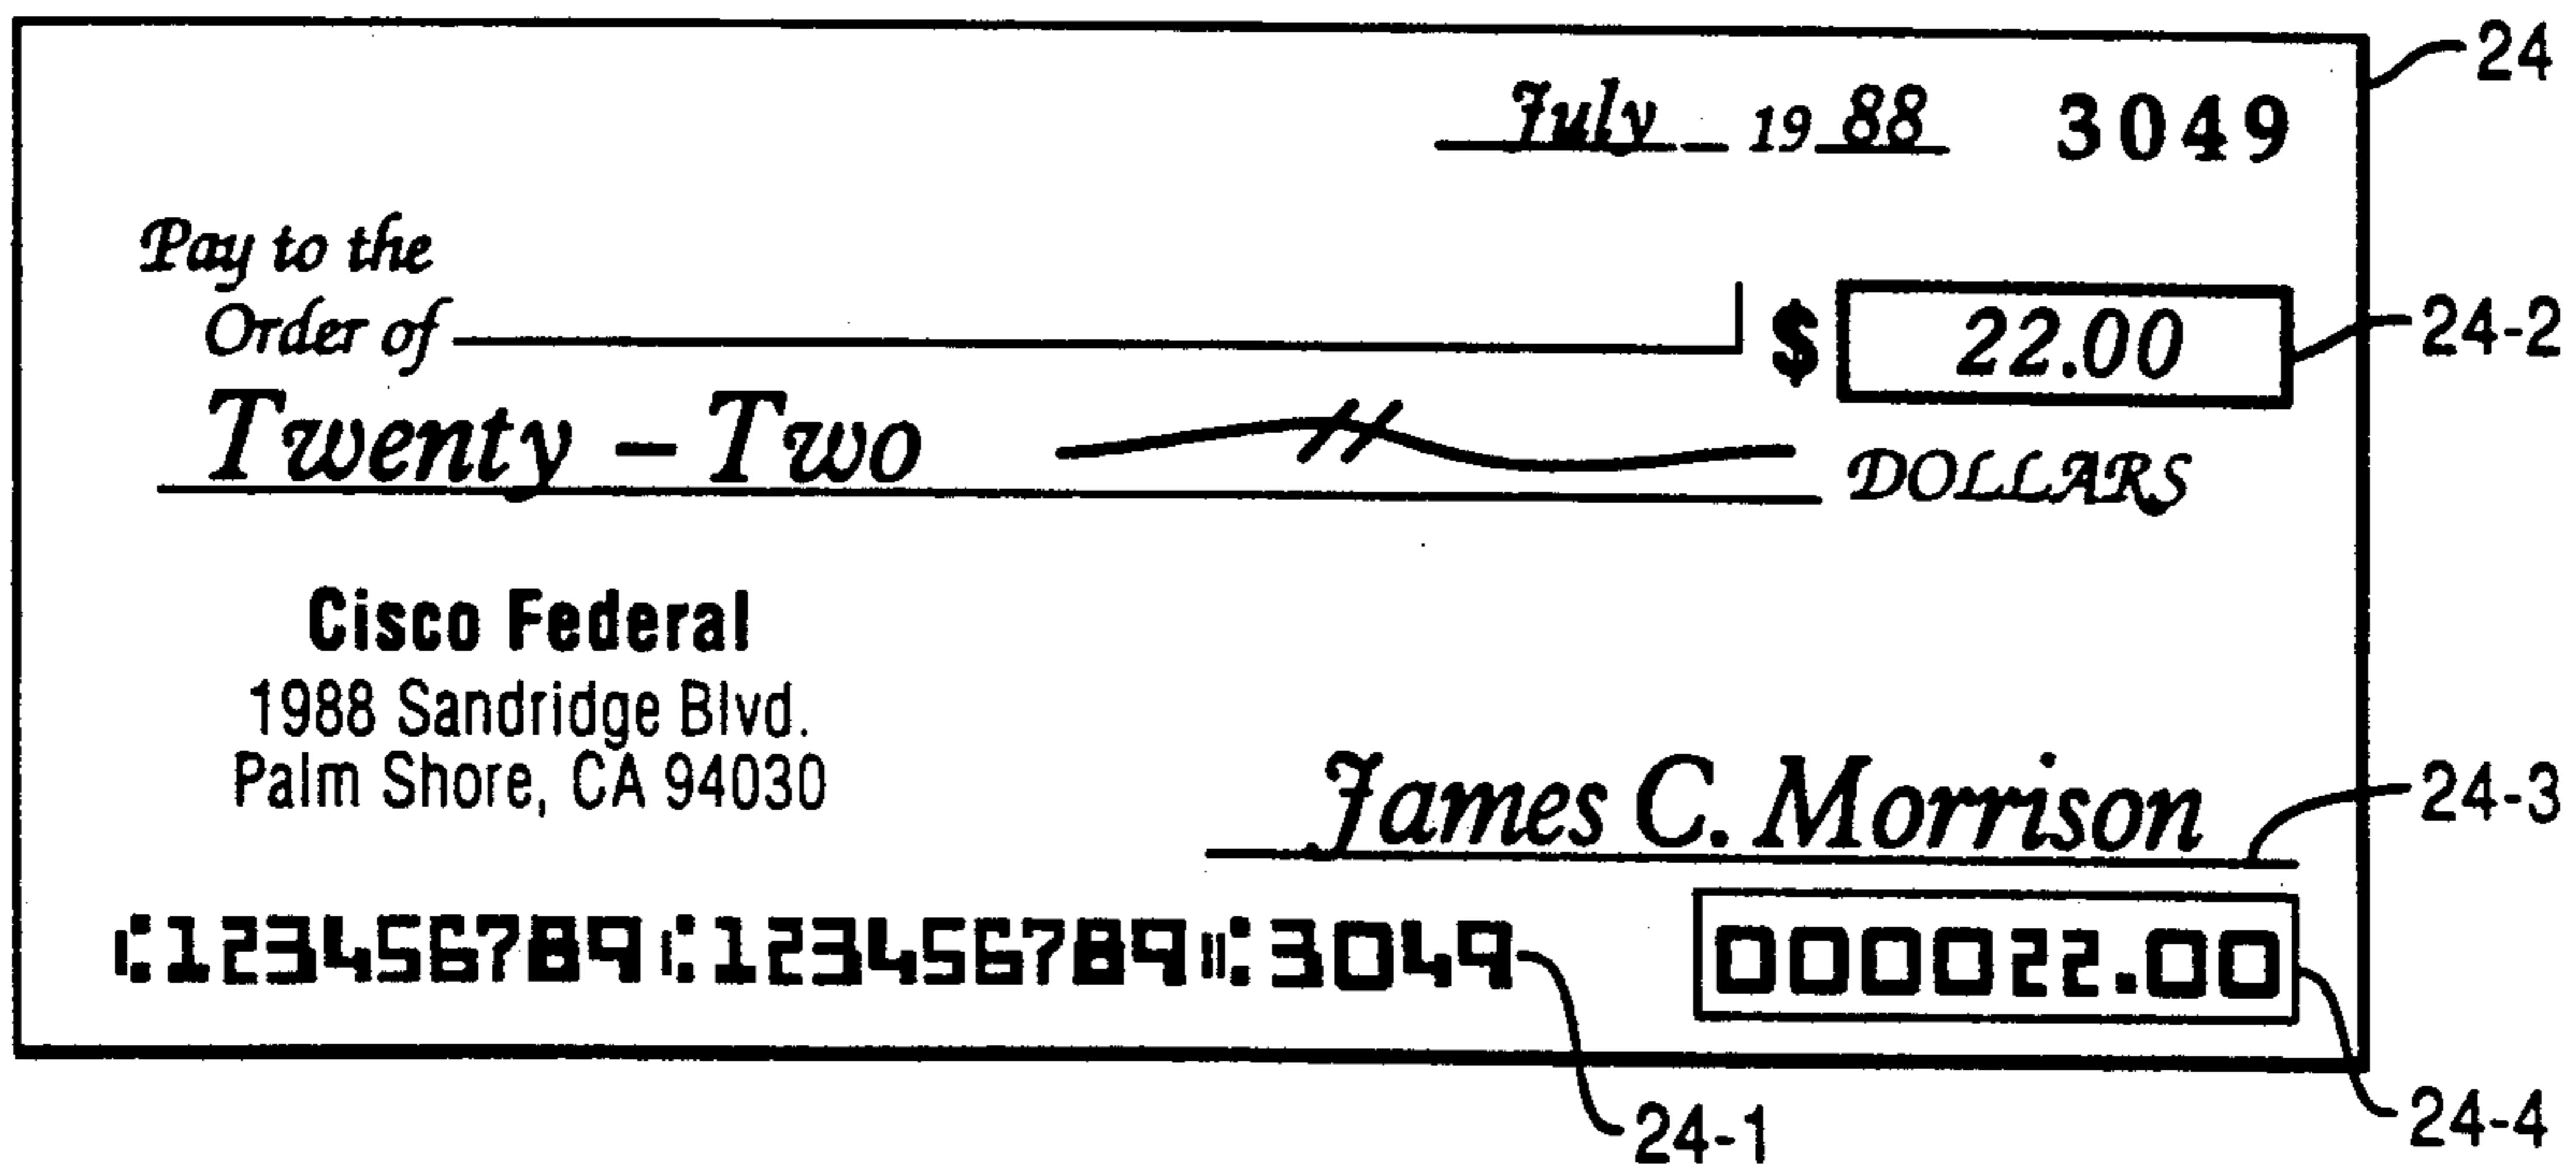 24
July 19 88 3049
Pay to the
Order of $ 22.00 24-2
Twenty - Two DOLLARS
Cisco Federal
1988 Sandridge Blvd.
Palm Shore, CA 94030
James C. Morrison 24-3
⑆123456789⑆123456789⑈⑆3049 000022.00
24-1 24-4